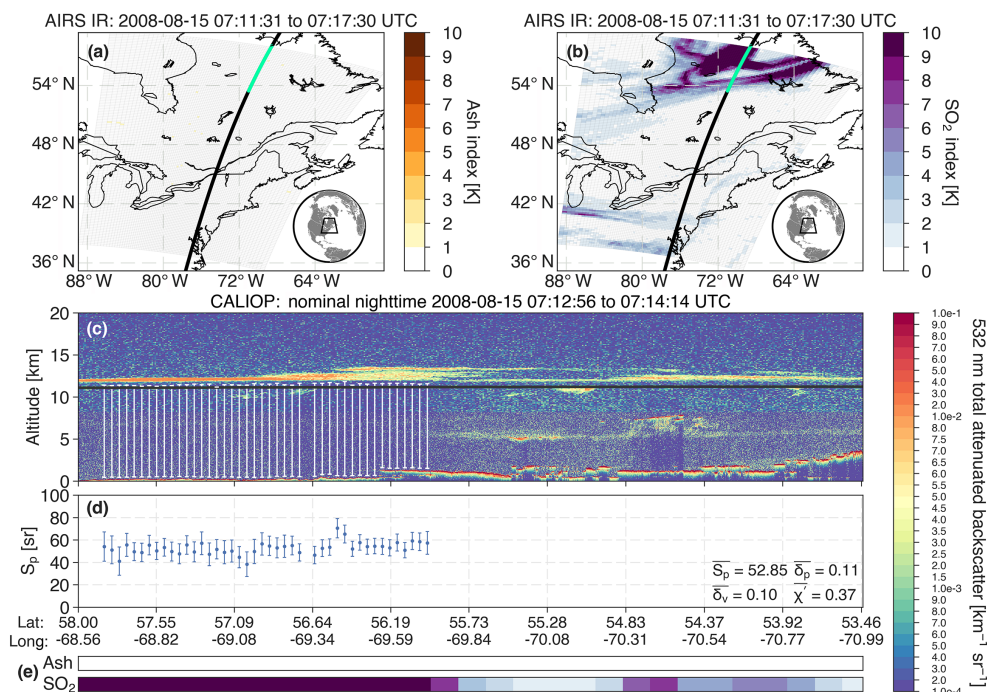 AIRS IR: 2008-08-15 07:11:31 to 07:17:30 UTC
AIRS IR: 2008-08-15 07:11:31 to 07:17:30 UTC
(a)
54° N
48° N
42° N
36° N
88° W
80° W
72° W
64° W
10
9
8
7
6
5
4
3
2
1
0
Ash index [K]
(b)
54° N
48° N
42° N
36° N
88° W
80° W
72° W
64° W
10
9
8
7
6
5
4
3
2
1
0
SO₂ index [K]
CALIOP: nominal nighttime 2008-08-15 07:12:56 to 07:14:14 UTC
(c)
20
15
10
5
0
Altitude [km]
1.0e-1
9.0
8.0
7.0
6.0
5.0
4.0
3.0
2.0
1.0e-2
9.0
8.0
7.0
6.0
5.0
4.5
4.0
3.5
3.0
2.5
2.0
1.5
1.0e-3
9.0
8.0
7.0
6.0
5.0
4.0
3.0
2.0
1.0e-4
532 nm total attenuated backscatter [km⁻¹ sr⁻¹]
(d)
100
80
60
40
20
0
Sₚ [sr]
Sₚ = 52.85 δₚ = 0.11
δᵥ = 0.10 χ′ = 0.37
Lat: 58.00 57.55 57.09 56.64 56.19 55.73 55.28 54.83 54.37 53.92 53.46
Long: -68.56 -68.82 -69.08 -69.34 -69.59 -69.84 -70.08 -70.31 -70.54 -70.77 -70.99
(e)
Ash
SO₂